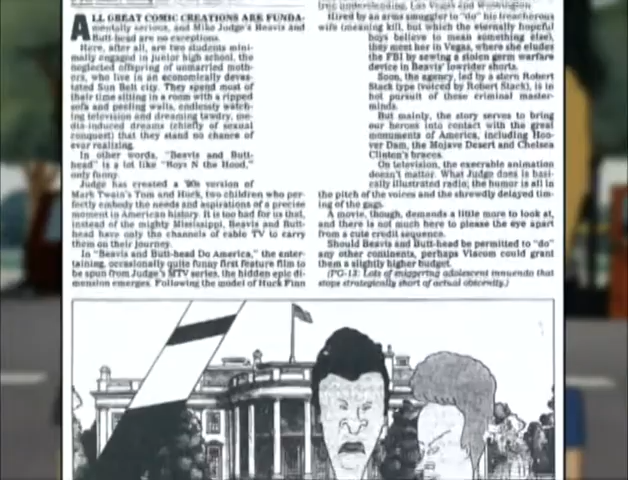 ALL GREAT COMIC CREATIONS ARE FUNDA-
mentally serious, and Mike Judge's Beavis and
Butt-head are no exceptions.
Here, after all, are two students mini-
mally engaged in junior high school, the
neglected offspring of unmarried moth-
ers, who live in an economically devas-
tated Sun Belt city. They spend most of
their time sitting in a room with a ripped
sofa and peeling walls, endlessly watch-
ing television and dreaming tawdry, me-
dia-induced dreams (chiefly of sexual
conquest) that they stand no chance of
ever realizing.
In other words, "Beavis and Butt-
head" is a lot like "Boys N the Hood,"
only funny.
Judge has created a '90s version of
Mark Twain's Tom and Huck, two children who per-
fectly embody the needs and aspirations of a precise
moment in American history. It is too bad for us that,
instead of the mighty Mississippi, Beavis and Butt-
head have only the channels of cable TV to carry
them on their journey.
In "Beavis and Butt-head Do America," the enter-
taining, occasionally quite funny first feature film to
be spun from Judge's MTV series, the hidden epic di-
mension emerges. Following the model of Huck Finn
understanding, Las Vegas and Washington.
Hired by an arms smuggler to "do" his treacherous
wife (meaning kill, but which the eternally hopeful
boys believe to mean something else),
they meet her in Vegas, where she eludes
the FBI by sewing a stolen germ warfare
device in Beavis' lowrider shorts.
Soon, the agency, led by a stern Robert
Stack type (voiced by Robert Stack), is in
hot pursuit of these criminal master-
minds.
But mainly, the story serves to bring
our heroes into contact with the great
monuments of America, including Hoo-
ver Dam, the Mojave Desert and Chelsea
Clinton's braces.
On television, the execrable animation
doesn't matter. What Judge does is basi-
cally illustrated radio; the humor is all in
the pitch of the voices and the shrewdly delayed tim-
ing of the gags.
A movie, though, demands a little more to look at,
and there is not much here to please the eye apart
from a cute credit sequence.
Should Beavis and Butt-head be permitted to "do"
any other continents, perhaps Viacom could grant
them a slightly higher budget.
(PG-13: Lots of sniggering adolescent innuendo that
stops strategically short of actual obscenity.)